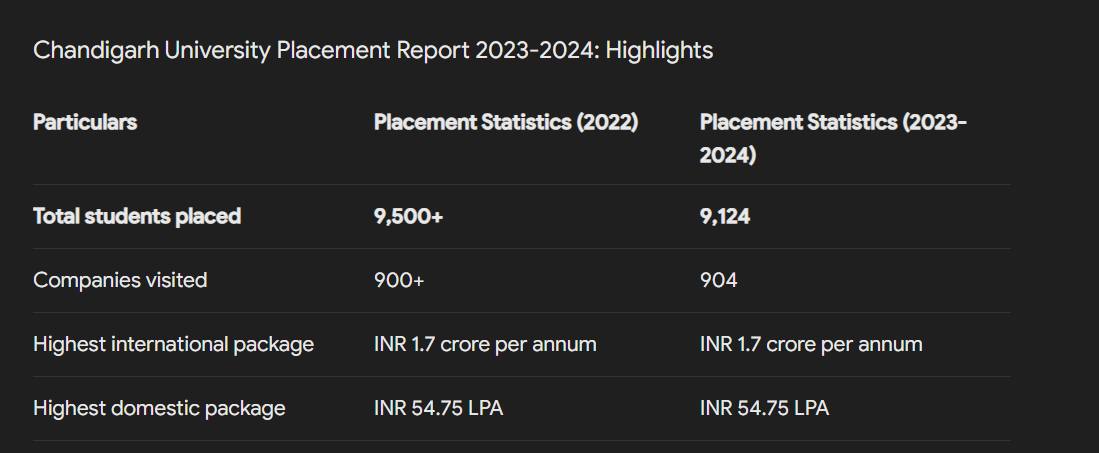 Chandigarh University Placement Report 2023-2024: Highlights
Particulars Placement Statistics (2022) Placement Statistics (2023-
2024)
Total students placed 9,500+ 9,124
Companies visited 900+ 904
Highest international package INR 1.7 crore per annum INR 1.7 crore per annum
Highest domestic package INR 54.75 LPA INR 54.75 LPA